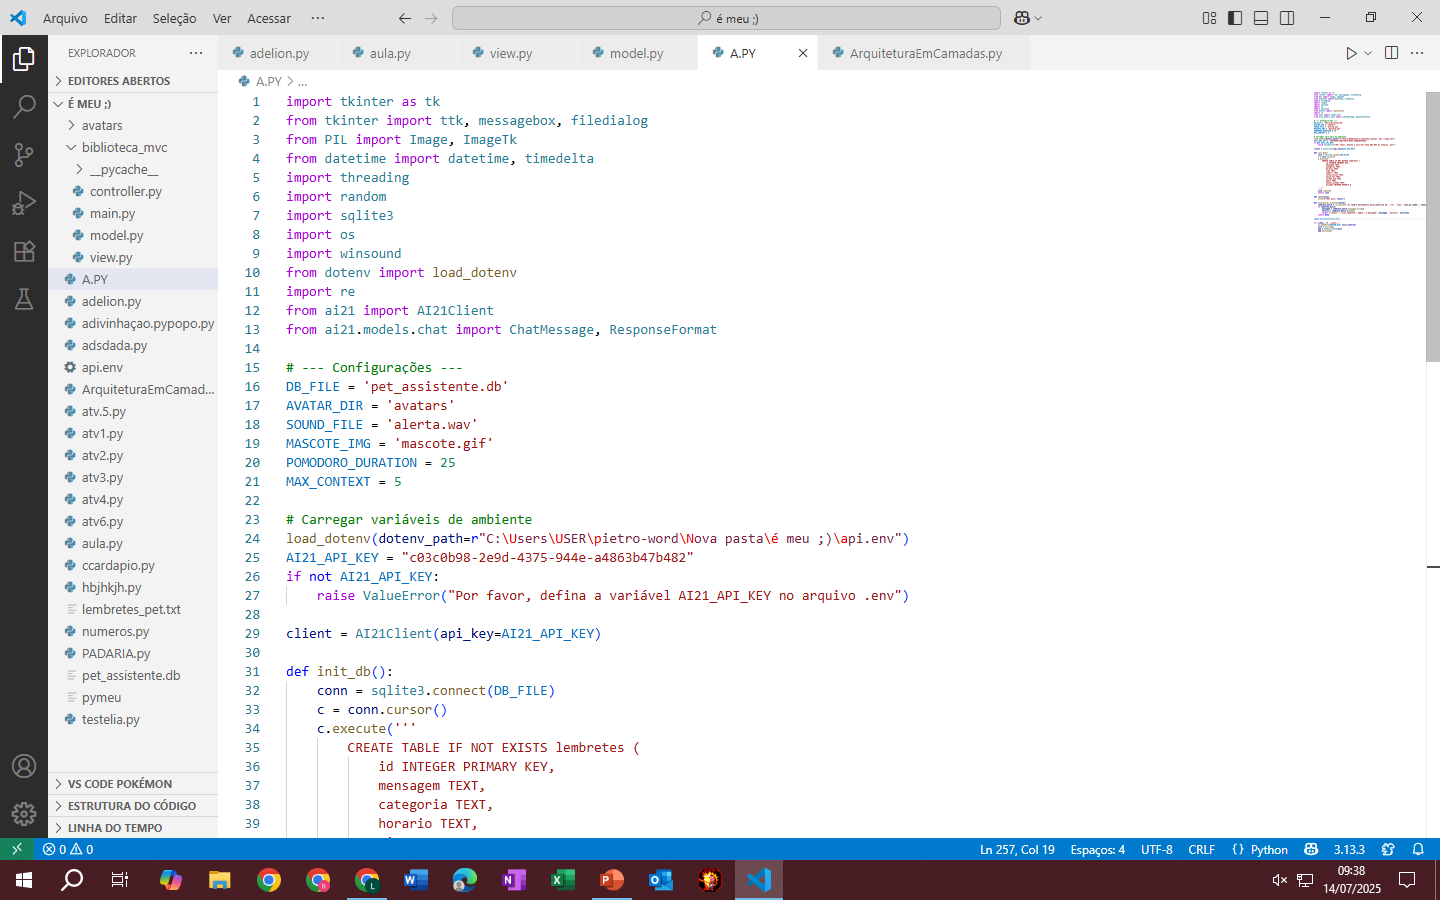 Arquivo Editar Seleção Ver Acessar ··· é meu ;)
EXPLORADOR ···
EDITORES ABERTOS
É MEU ;)
avatars
biblioteca_mvc
__pycache__
controller.py
main.py
model.py
view.py
A.PY
adelion.py
adivinhaçao.pypopo.py
adsdada.py
api.env
ArquiteturaEmCamad...
atv.5.py
atv1.py
atv2.py
atv3.py
atv4.py
atv6.py
aula.py
ccardapio.py
hbjhkjh.py
lembretes_pet.txt
numeros.py
PADARIA.py
pet_assistente.db
pymeu
testelia.py
VS CODE POKÉMON
ESTRUTURA DO CÓDIGO
LINHA DO TEMPO
adelion.py aula.py view.py model.py A.PY ArquiteturaEmCamadas.py
A.PY > ...
1 import tkinter as tk
2 from tkinter import ttk, messagebox, filedialog
3 from PIL import Image, ImageTk
4 from datetime import datetime, timedelta
5 import threading
6 import random
7 import sqlite3
8 import os
9 import winsound
10 from dotenv import load_dotenv
11 import re
12 from ai21 import AI21Client
13 from ai21.models.chat import ChatMessage, ResponseFormat
14
15 # --- Configurações ---
16 DB_FILE = 'pet_assistente.db'
17 AVATAR_DIR = 'avatars'
18 SOUND_FILE = 'alerta.wav'
19 MASCOTE_IMG = 'mascote.gif'
20 POMODORO_DURATION = 25
21 MAX_CONTEXT = 5
22
23 # Carregar variáveis de ambiente
24 load_dotenv(dotenv_path=r"C:\Users\USER\pietro-word\Nova pasta\é meu ;)\api.env")
25 AI21_API_KEY = "c03c0b98-2e9d-4375-944e-a4863b47b482"
26 if not AI21_API_KEY:
27 raise ValueError("Por favor, defina a variável AI21_API_KEY no arquivo .env")
28
29 client = AI21Client(api_key=AI21_API_KEY)
30
31 def init_db():
32 conn = sqlite3.connect(DB_FILE)
33 c = conn.cursor()
34 c.execute('''
35 CREATE TABLE IF NOT EXISTS lembretes (
36 id INTEGER PRIMARY KEY,
37 mensagem TEXT,
38 categoria TEXT,
39 horario TEXT,
0 0 Ln 257, Col 19 Espaços: 4 UTF-8 CRLF {} Python 3.13.3
09:38
14/07/2025